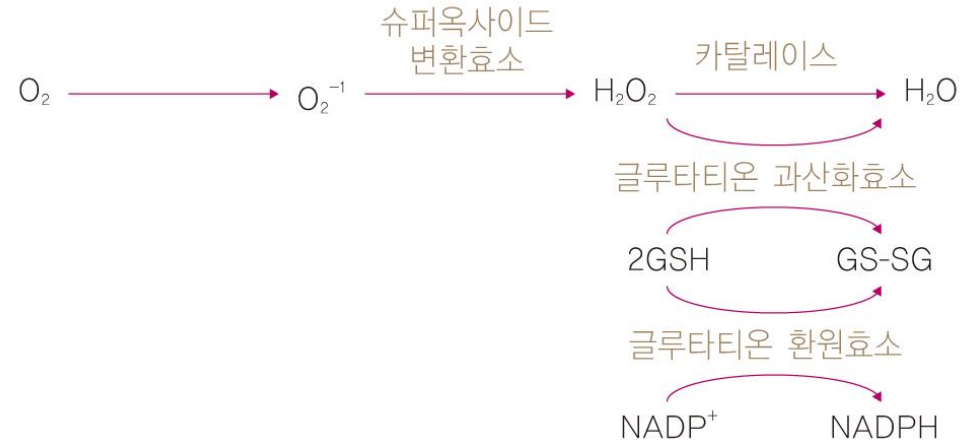 슈퍼옥사이드
변환효소
카탈레이스
O₂ O₂⁻¹ H₂O₂ H₂O
글루타티온 과산화효소
2GSH GS-SG
글루타티온 환원효소
NADP⁺ NADPH